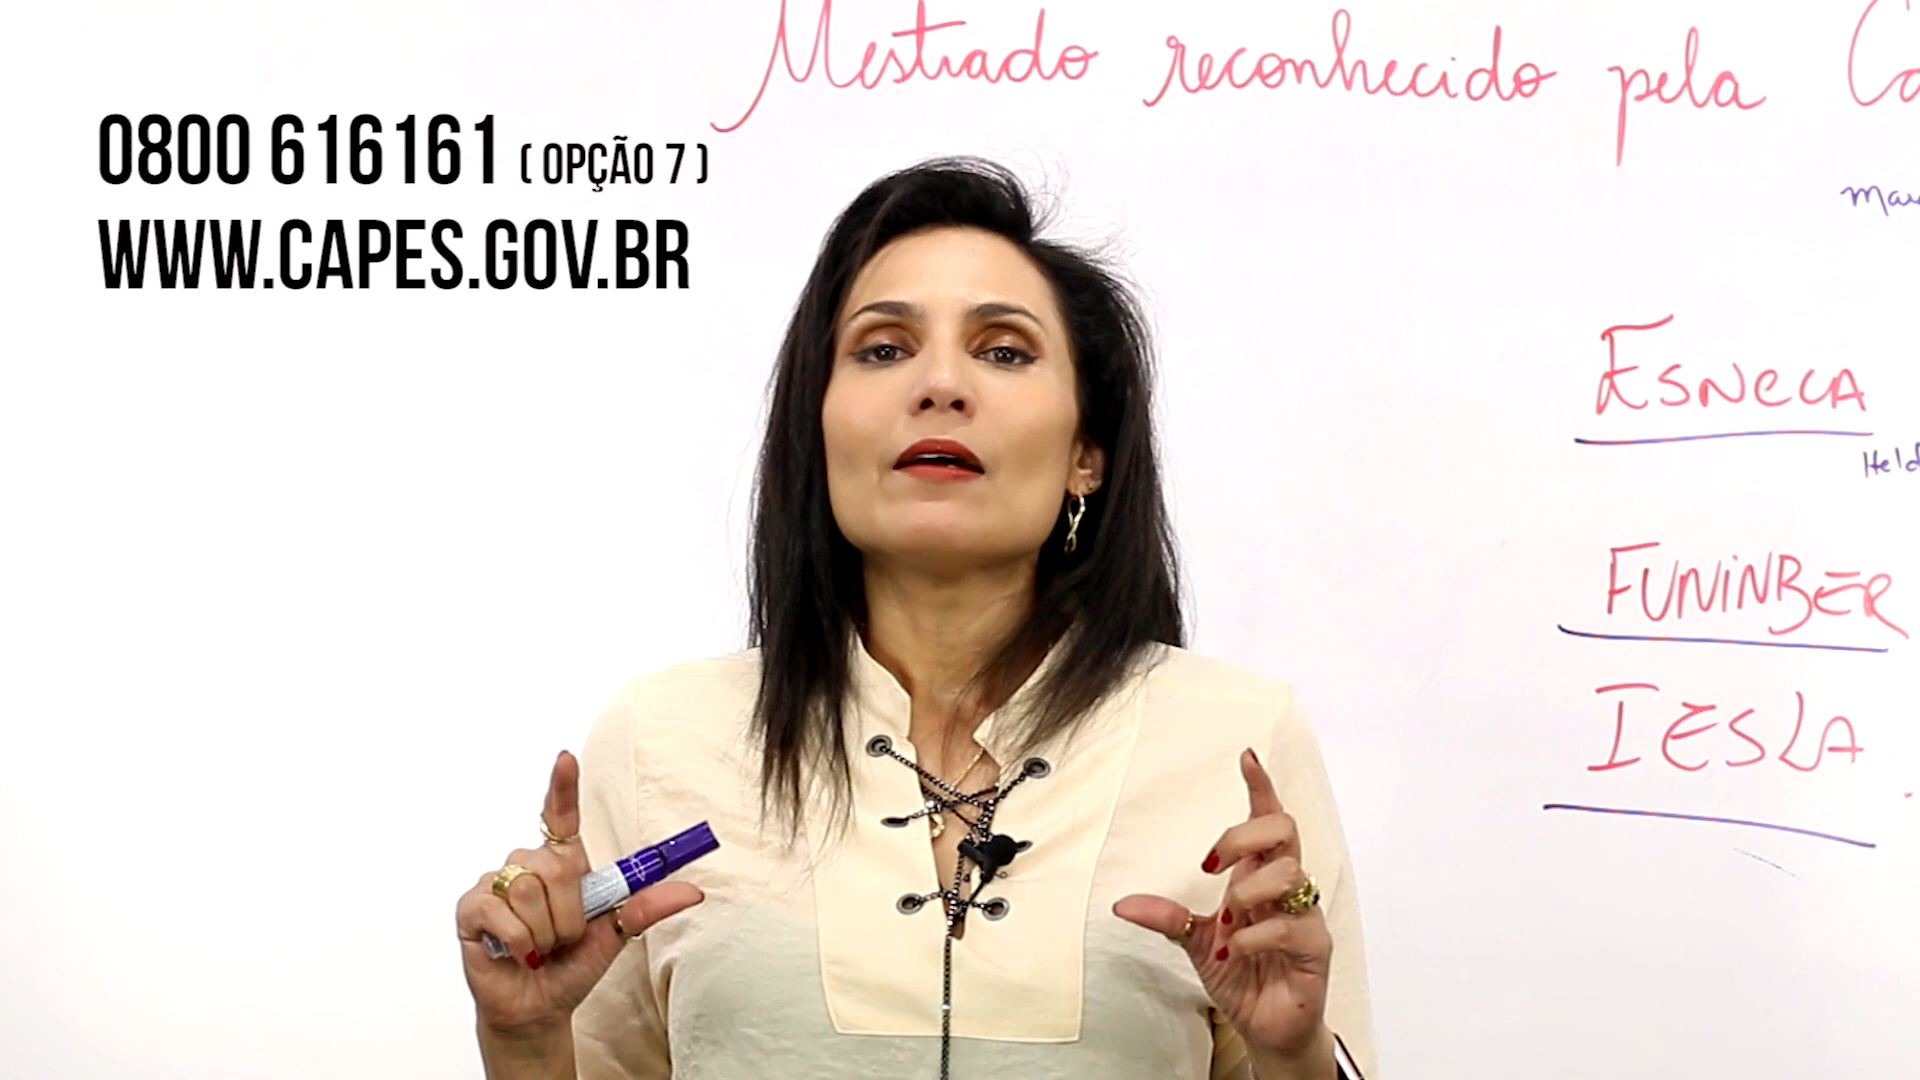 Mestrado reconhecido pela
0800 616161 ( OPÇÃO 7 )
WWW.CAPES.GOV.BR
ESNECA
FUNINBER
IESLA